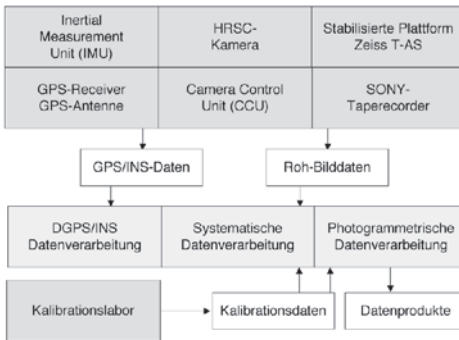 Inertial
Measurement
Unit (IMU)
HRSC-
Kamera
Stabilisierte Plattform
Zeiss T-AS
GPS-Receiver
GPS-Antenne
Camera Control
Unit (CCU)
SONY-
Taperecorder
GPS/INS-Daten
Roh-Bilddaten
DGPS/INS
Datenverarbeitung
Systematische
Datenverarbeitung
Photogrammetrische
Datenverarbeitung
Kalibrationslabor
Kalibrationsdaten
Datenprodukte